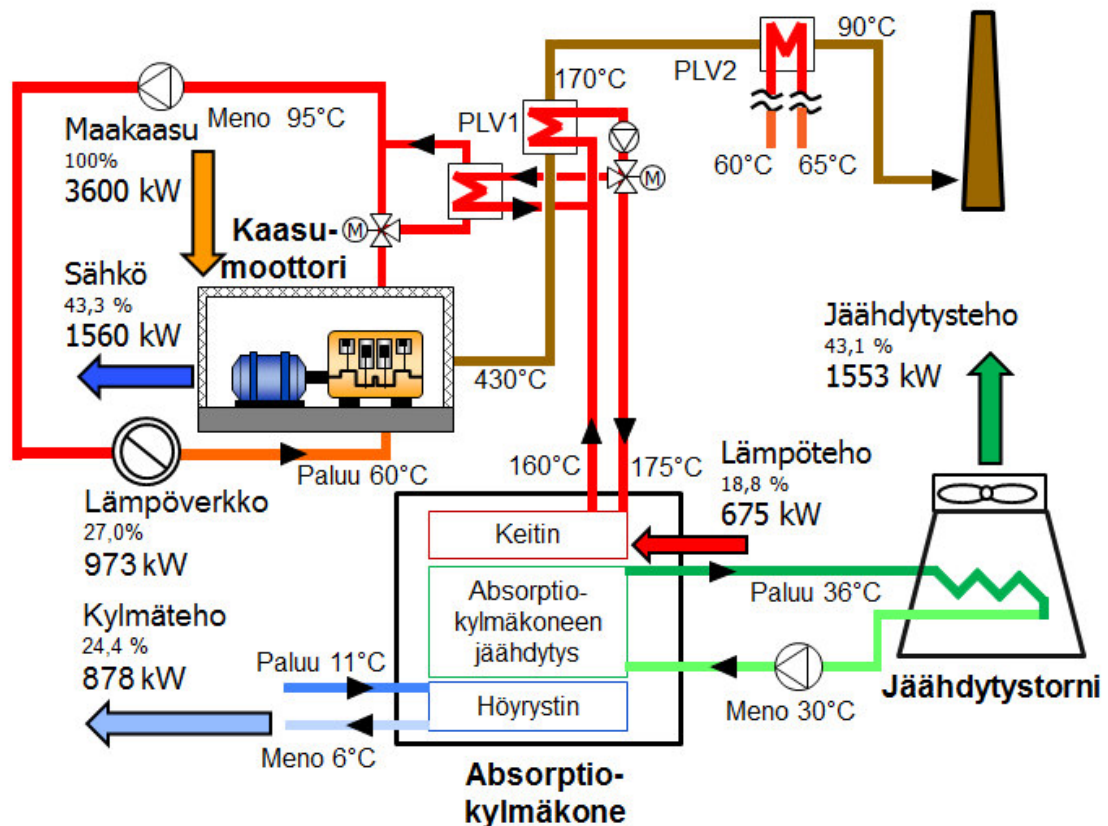 90°C
PLV2
170°C
Meno 95°C
PLV1
Maakaasu
100%
3600 kW
60°C
65°C
M
M
Kaasu-
moottori
Sähkö
43,3 %
1560 kW
Jäähdytysteho
43,1 %
1553 kW
430°C
Paluu 60°C
160°C
175°C
Lämpöteho
18,8 %
675 kW
Lämpöverkko
27,0%
973 kW
Keitin
Absorptio-
kylmäkoneen
jäähdytys
Paluu 36°C
Kylmäteho
24,4 %
878 kW
Paluu 11°C
Höyrystin
Meno 30°C
Jäähdytystorni
Meno 6°C
Absorptio-
kylmäkone